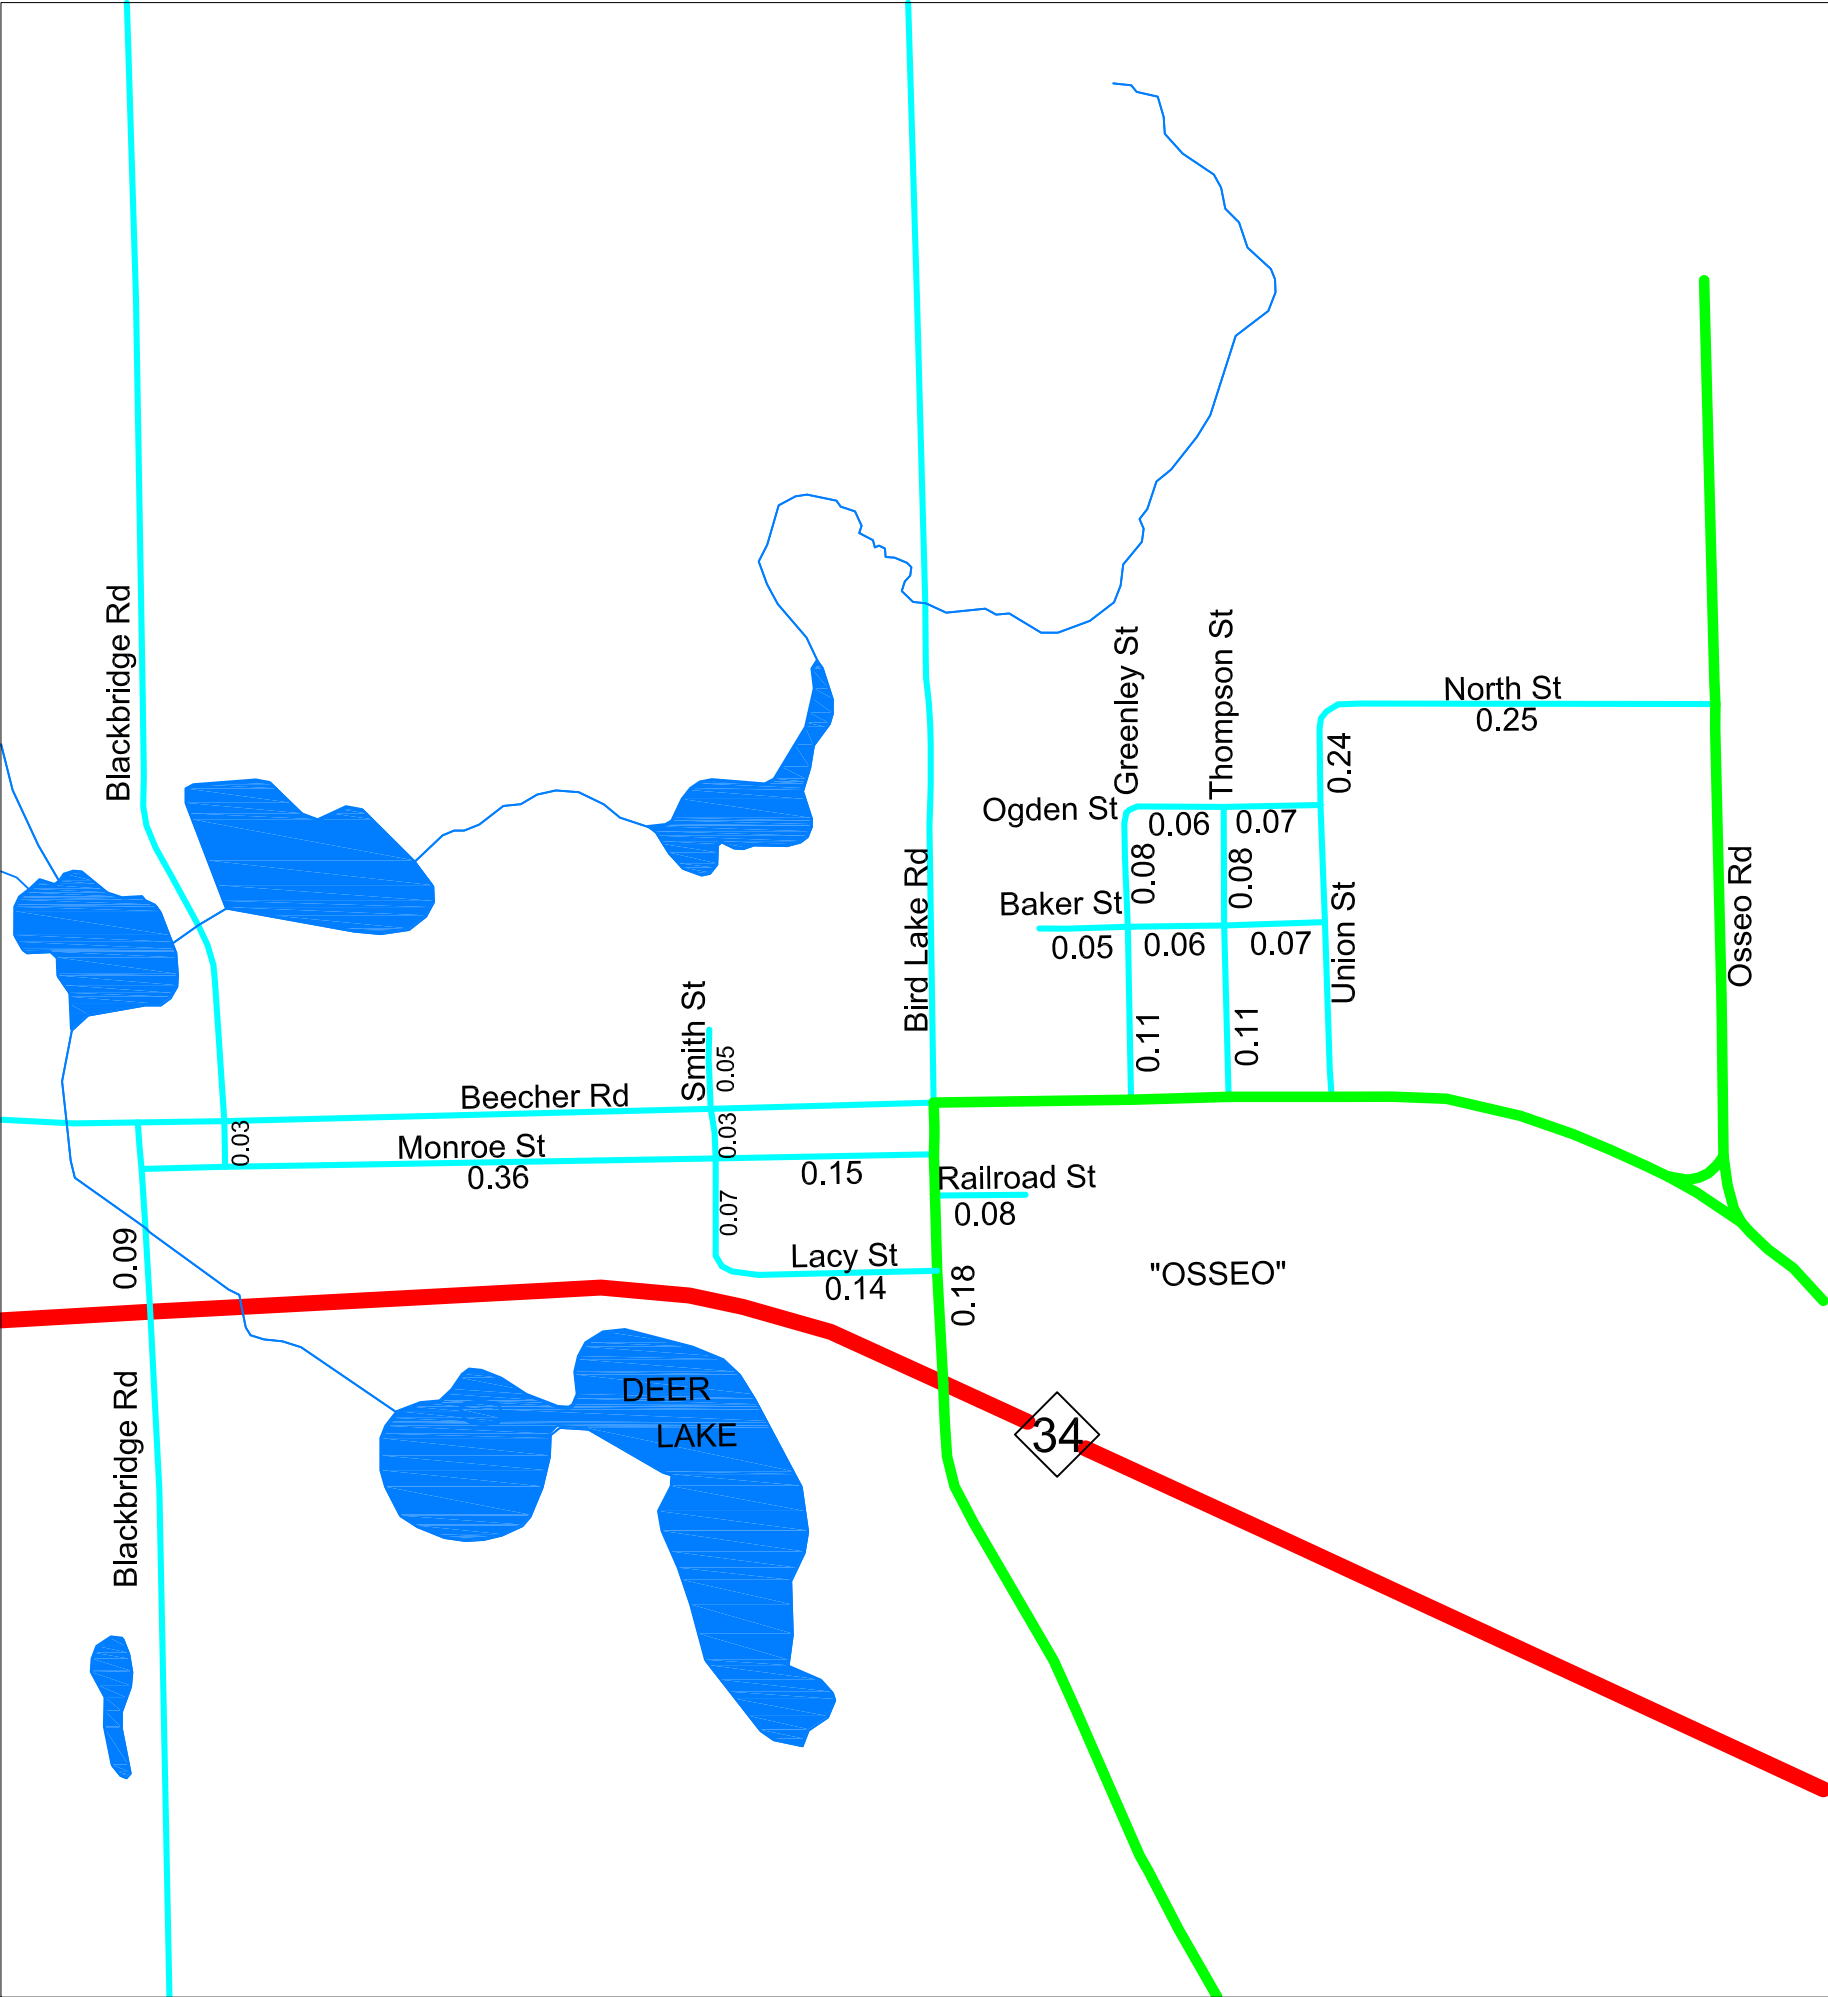 Blackbridge Rd
Greenley St
Thompson St
North St
0.25
0.24
Ogden St
0.06
0.07
0.08
0.08
Bird Lake Rd
Osseo Rd
Baker St
0.05
0.06
0.07
Union St
Smith St
0.05
0.11
0.11
Beecher Rd
0.03
0.03
Monroe St
0.36
0.15
Railroad St
0.08
0.07
0.09
Lacy St
0.14
0.18
"OSSEO"
Blackbridge Rd
DEER
LAKE
34